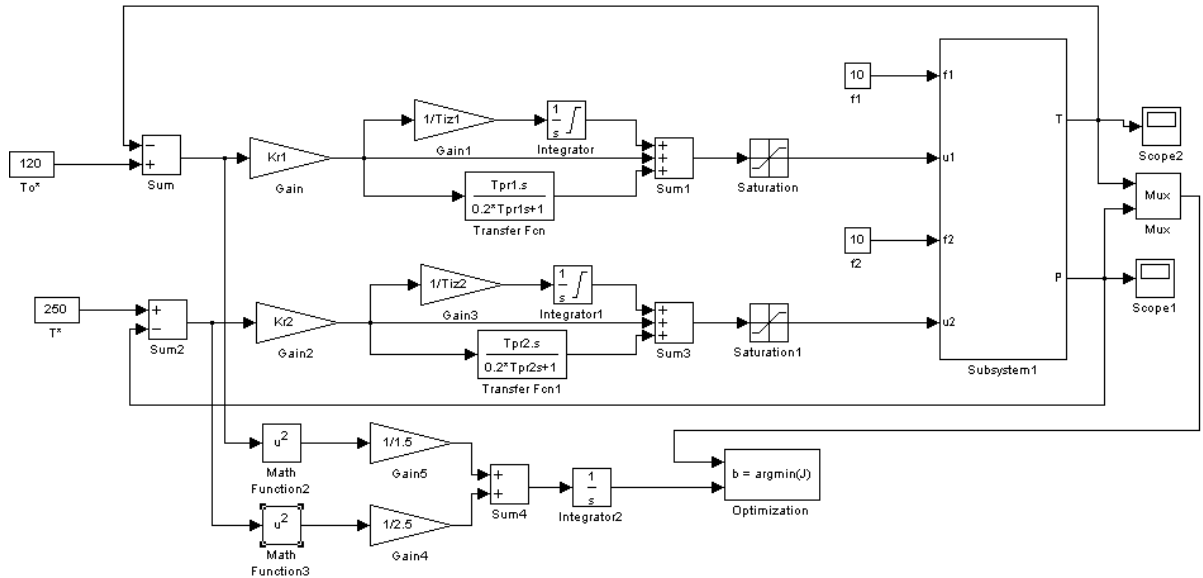 10
f1
f1
1/Tiz1
1
s
Gain1
Integrator
T
Scope2
120
To*
−
+
Sum
Kr1
Gain
+
+
+
Sum1
Saturation
u1
Tpr1.s
0.2*Tpr1s+1
Transfer Fcn
Mux
Mux
10
f2
f2
1/Tiz2
1
s
Gain3
Integrator1
P
Scope1
250
T*
+
−
Sum2
Kr2
Gain2
+
+
+
Sum3
Saturation1
u2
Tpr2.s
0.2*Tpr2s+1
Transfer Fcn1
Subsystem1
u2
Math
Function2
1/1.5
Gain5
+
+
Sum4
1
s
Integrator2
b = argmin(J)
Optimization
u2
Math
Function3
1/2.5
Gain4